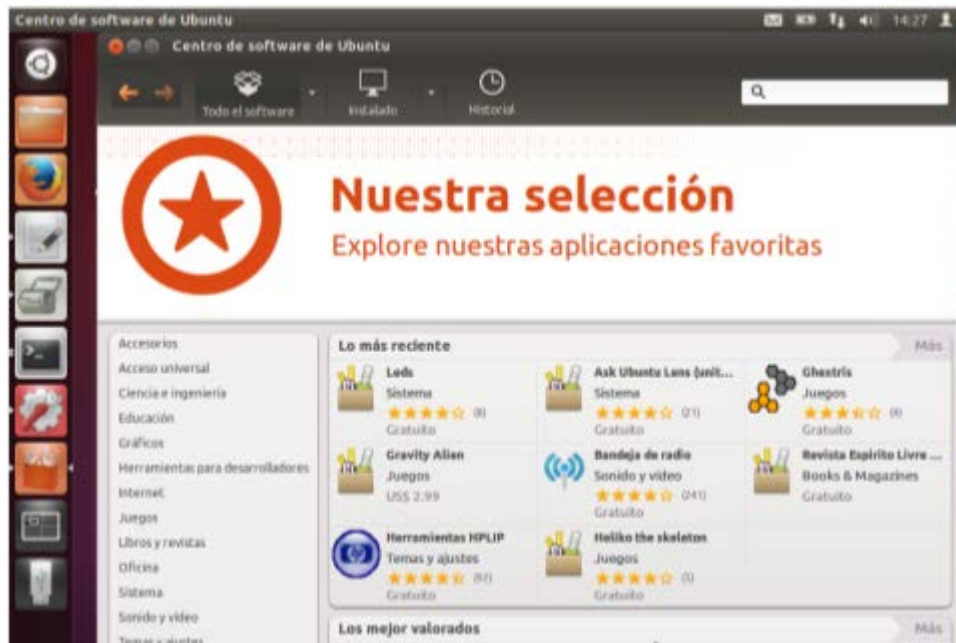 Centro de software de Ubuntu
14:27
Centro de software de Ubuntu
Todo el software
Instalado
Historial
Nuestra selección
Explore nuestras aplicaciones favoritas
Accesorios
Acceso universal
Ciencia e ingeniería
Educación
Gráficos
Herramientas para desarrolladores
Internet
Juegos
Libros y revistas
Oficina
Sistema
Sonido y vídeo
Temas y ajustes
Lo más reciente
Más
Leds
Sistema
(8)
Gratuito
Ask Ubuntu Lens (unit...
Sistema
(21)
Gratuito
Ghestris
Juegos
Gratuito
Gravity Alien
Juegos
US$ 2.99
Bandeja de radio
Sonido y vídeo
(241)
Gratuito
Revista Espirito Livre ...
Books & Magazines
Gratuito
Herramientas HPLIP
Temas y ajustes
Gratuito
Heliko the skeleton
Juegos
Gratuito
Los mejor valorados
Más